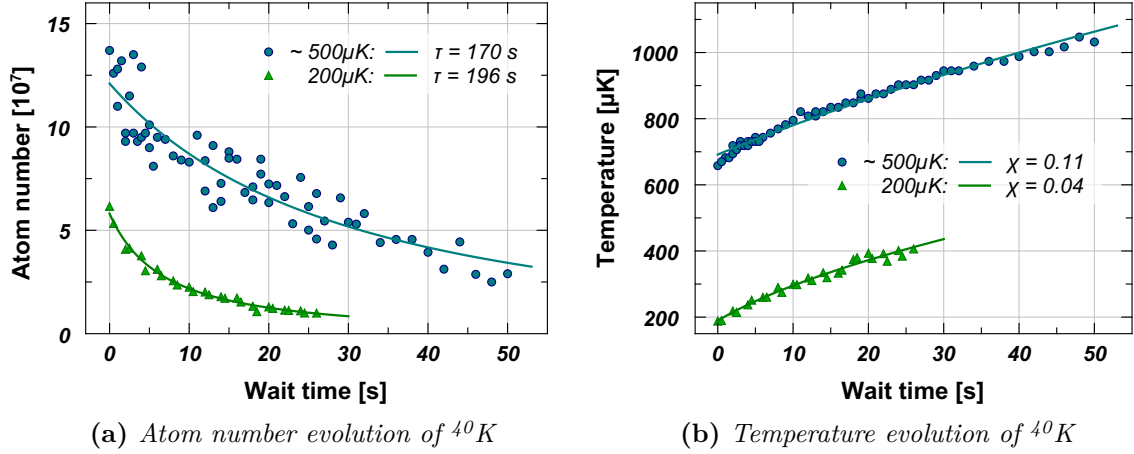 15
10
5
0
Atom number [10⁷]
~ 500µK: τ = 170 s
200µK: τ = 196 s
0 10 20 30 40 50
Wait time [s]
(a) Atom number evolution of ⁴⁰K
1000
800
600
400
200
Temperature [µK]
~ 500µK: χ = 0.11
200µK: χ = 0.04
0 10 20 30 40 50
Wait time [s]
(b) Temperature evolution of ⁴⁰K